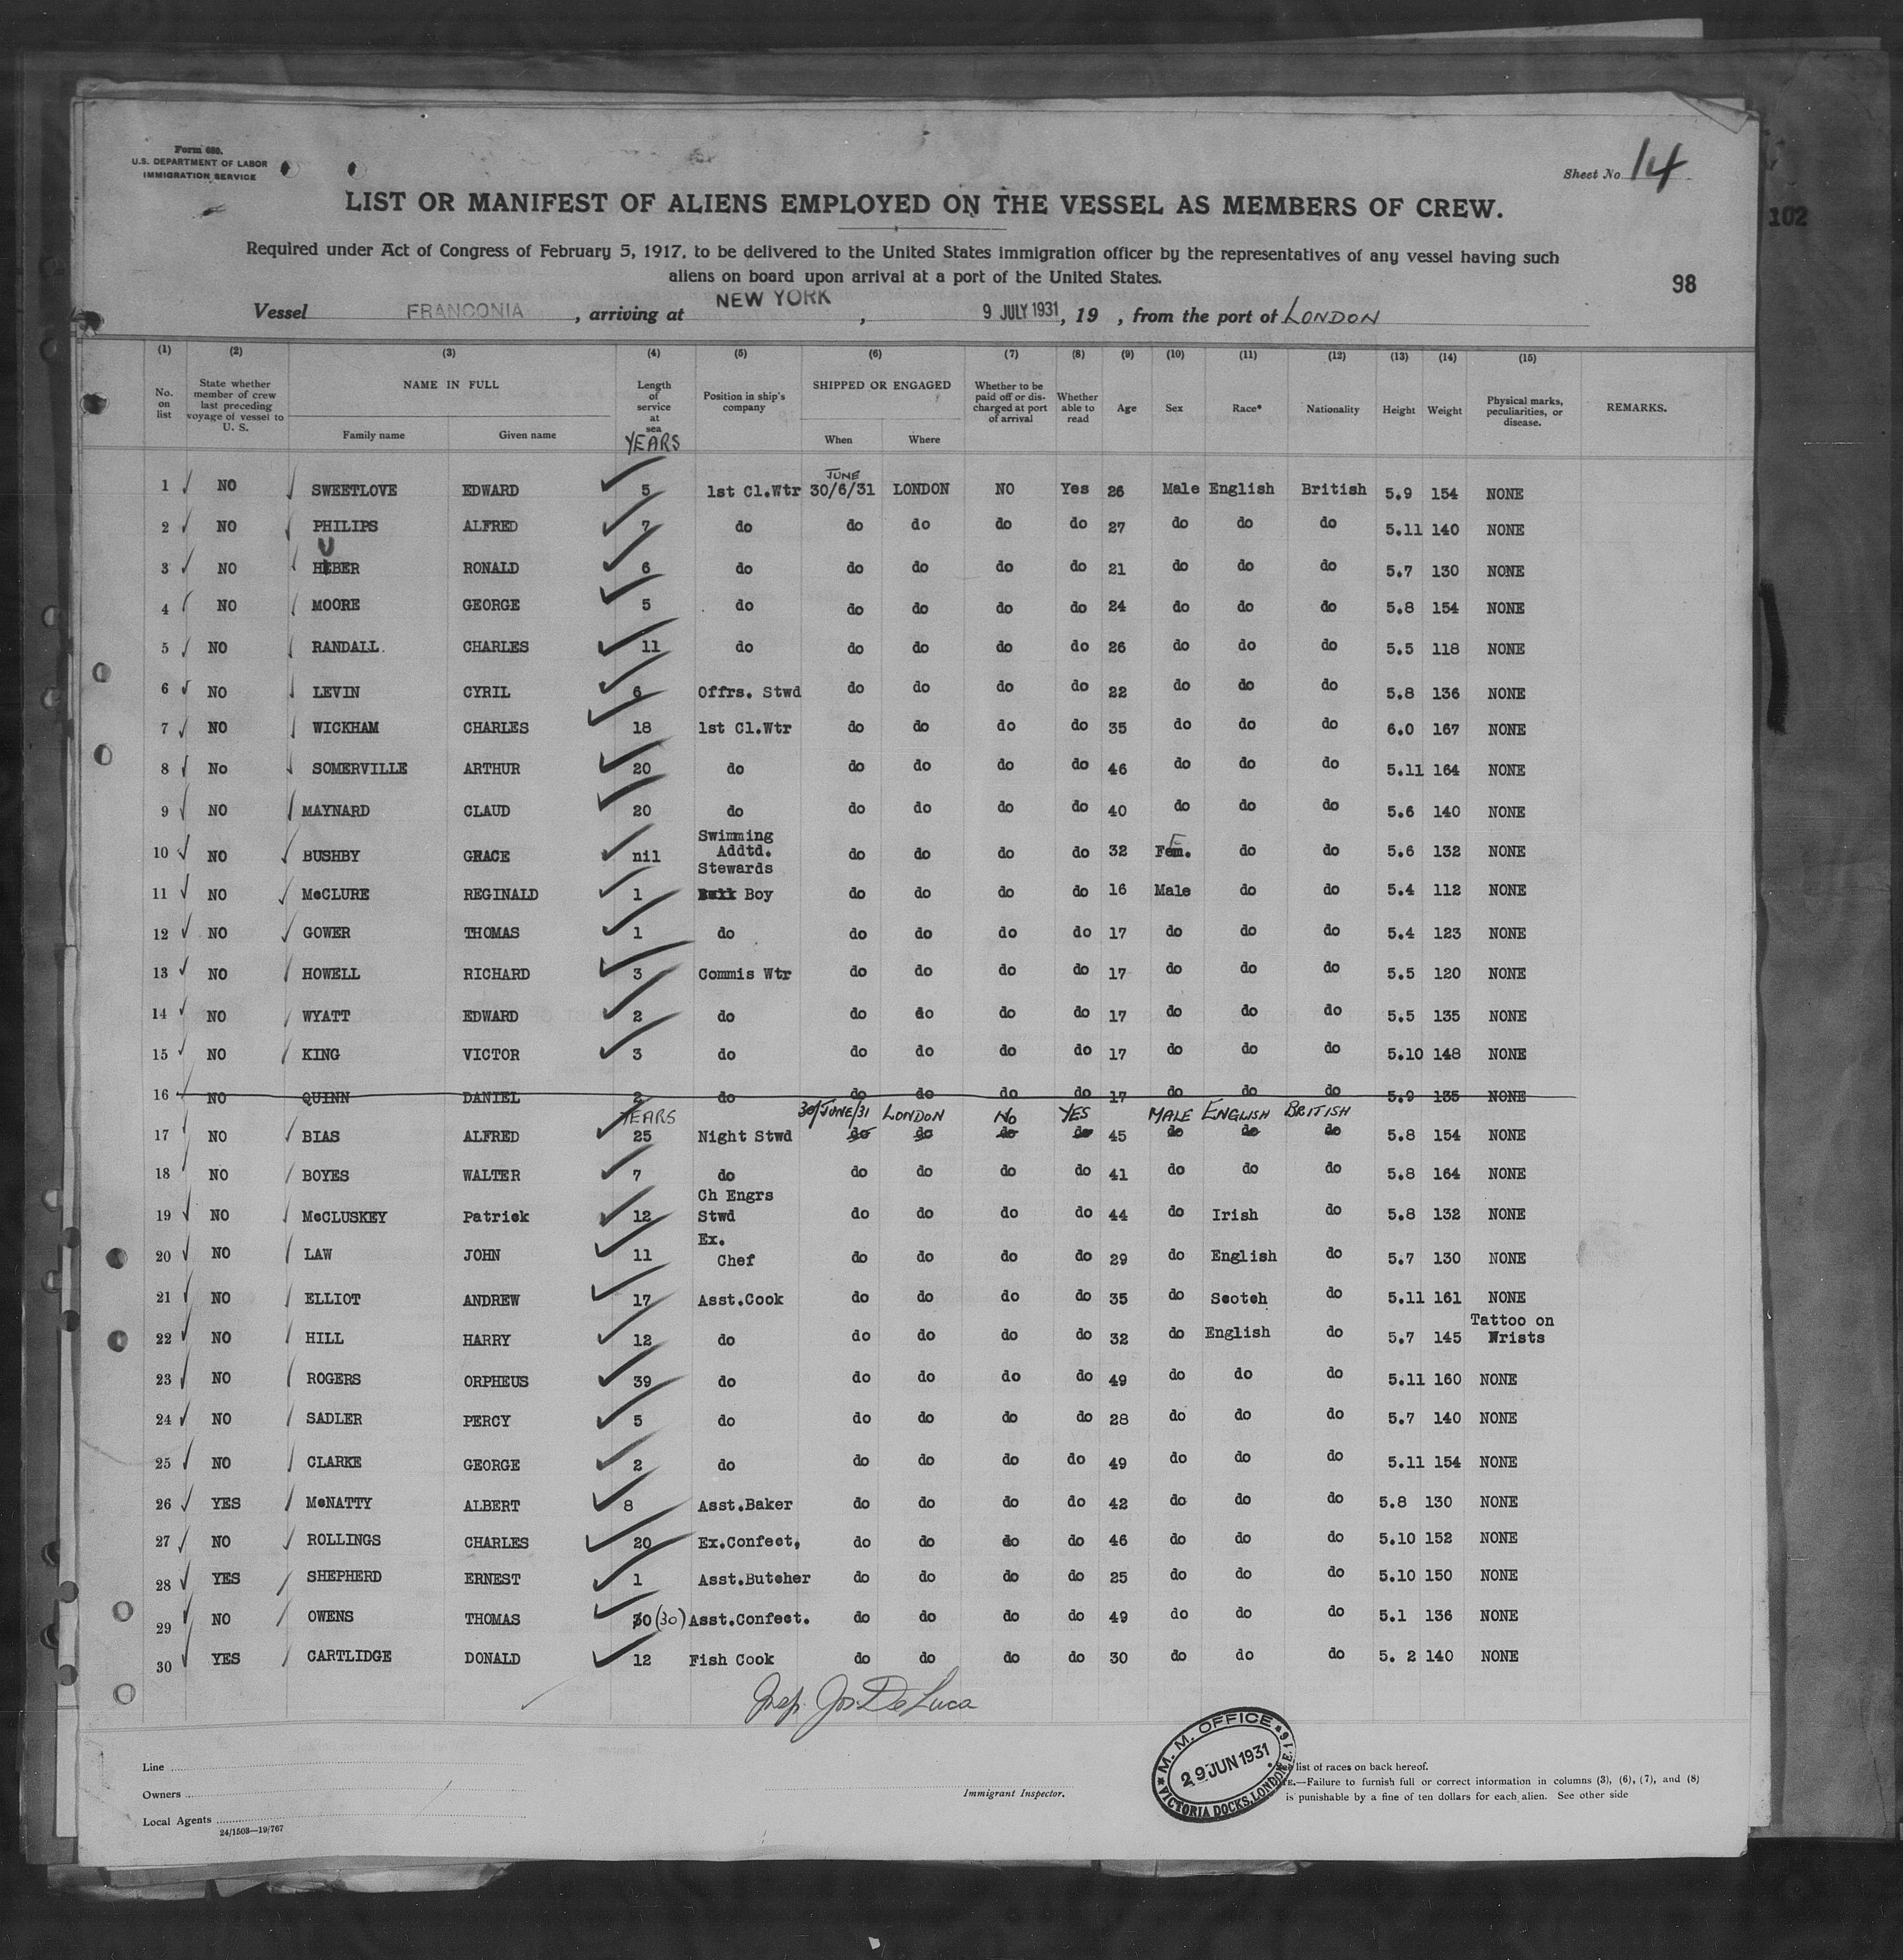 Form 680.
U.S. DEPARTMENT OF LABOR
IMMIGRATION SERVICE
Sheet No. 14
LIST OR MANIFEST OF ALIENS EMPLOYED ON THE VESSEL AS MEMBERS OF CREW.
102
Required under Act of Congress of February 5, 1917, to be delivered to the United States immigration officer by the representatives of any vessel having such
aliens on board upon arrival at a port of the United States.
98
Vessel FRANCONIA, arriving at NEW YORK, 9 JULY 1931, 19 , from the port of LONDON
(1) (2) (3) (4) (5) (6) (7) (8) (9) (10) (11) (12) (13) (14) (15)
No. on list State whether member of crew last preceding voyage of vessel to U. S. NAME IN FULL Family name Given name Length of service at sea YEARS Position in ship's company SHIPPED OR ENGAGED When Where Whether to be paid off or discharged at port of arrival Whether able to read Age Sex Race* Nationality Height Weight Physical marks, peculiarities, or disease. REMARKS.
JUNE
1 NO SWEETLOVE EDWARD 5 1st Cl.Wtr 30/6/31 LONDON NO Yes 26 Male English British 5.9 154 NONE
2 NO PHILIPS ALFRED 7 do do do do do 27 do do do 5.11 140 NONE
U
3 NO HEBER RONALD 6 do do do do do 21 do do do 5.7 130 NONE
4 NO MOORE GEORGE 5 do do do do do 24 do do do 5.8 154 NONE
5 NO RANDALL. CHARLES 11 do do do do do 26 do do do 5.5 118 NONE
6 NO LEVIN CYRIL 6 Offrs. Stwd do do do do 22 do do do 5.8 136 NONE
7 NO WICKHAM CHARLES 18 1st Cl.Wtr do do do do 35 do do do 6.0 167 NONE
8 No SOMERVILLE ARTHUR 20 do do do do do 46 do do do 5.11 164 NONE
9 NO MAYNARD CLAUD 20 do do do do do 40 do do do 5.6 140 NONE
10 NO BUSHBY GRACE nil Swimming Addtd. do do do do 32 Fem. F do do 5.6 132 NONE
11 NO McCLURE REGINALD 1 Stewards Boy do do do do 16 Male do do 5.4 112 NONE
12 NO GOWER THOMAS 1 do do do do do 17 do do do 5.4 123 NONE
13 NO HOWELL RICHARD 3 Commis Wtr do do do do 17 do do do 5.5 120 NONE
14 NO WYATT EDWARD 2 do do do do do 17 do do do 5.5 135 NONE
15 NO KING VICTOR 3 do do do do do 17 do do do 5.10 148 NONE
16 NO QUINN DANIEL 2 do do do do do 17 do do do 5.9 135 NONE
YEARS 30/JUNE/31 LONDON No YES MALE ENGLISH BRITISH
17 NO BIAS ALFRED 25 Night Stwd do do do do 45 do do do 5.8 154 NONE
18 NO BOYES WALTER 7 do do do do do 41 do do do 5.8 164 NONE
19 NO McCLUSKEY Patrick 12 Ch Engrs Stwd do do do do 44 do Irish do 5.8 132 NONE
20 NO LAW JOHN 11 Ex. Chef do do do do 29 do English do 5.7 130 NONE
21 NO ELLIOT ANDREW 17 Asst.Cook do do do do 35 do Scotch do 5.11 161 NONE
22 NO HILL HARRY 12 do do do do do 32 do English do 5.7 145 Tattoo on Wrists
23 NO ROGERS ORPHEUS 39 do do do do do 49 do do do 5.11 160 NONE
24 NO SADLER PERCY 5 do do do do do 28 do do do 5.7 140 NONE
25 NO CLARKE GEORGE 2 do do do do do 49 do do do 5.11 154 NONE
26 YES McNATTY ALBERT 8 Asst.Baker do do do do 42 do do do 5.8 130 NONE
27 NO ROLLINGS CHARLES 20 Ex.Confect, do do do do 46 do do do 5.10 152 NONE
28 YES SHEPHERD ERNEST 1 Asst.Butcher do do do do 25 do do do 5.10 150 NONE
29 NO OWENS THOMAS 30 (30) Asst.Confect. do do do do 49 do do do 5.1 136 NONE
30 YES CARTLIDGE DONALD 12 Fish Cook do do do do 30 do do do 5. 2 140 NONE
Insp. Jos De Luca
Line
Owners
Local Agents
24/1503—19/767
Immigrant Inspector.
M. M. OFFICE
29 JUN 1931
VICTORIA DOCKS, LONDON E.16
list of races on back hereof.
—Failure to furnish full or correct information in columns (3), (6), (7), and (8)
is punishable by a fine of ten dollars for each alien. See other side